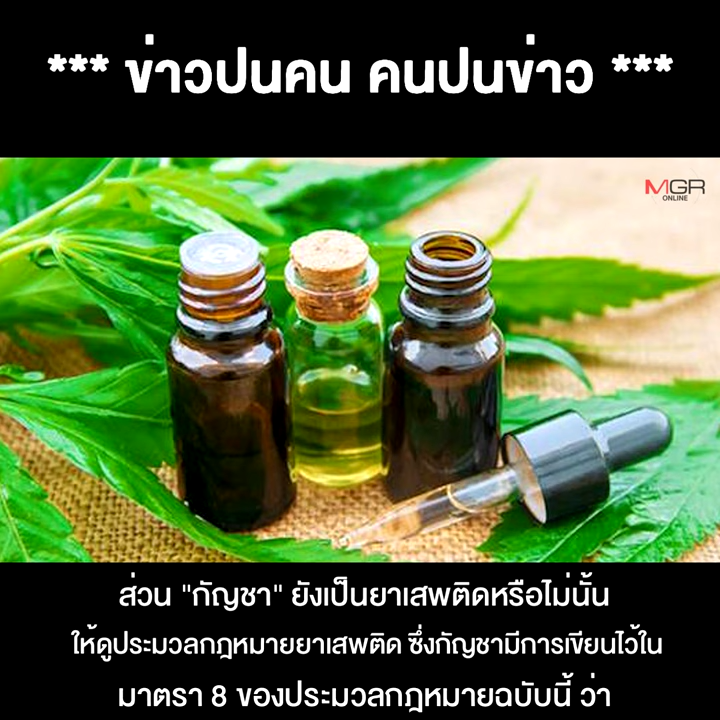 *** ข่าวปนคน คนปนข่าว ***
MGR
ONLINE
ส่วน "กัญชา" ยังเป็นยาเสพติดหรือไม่นั้น
ให้ดูประมวลกฎหมายยาเสพติด ซึ่งกัญชามีการเขียนไว้ใน
มาตรา 8 ของประมวลกฎหมายฉบับนี้ ว่า